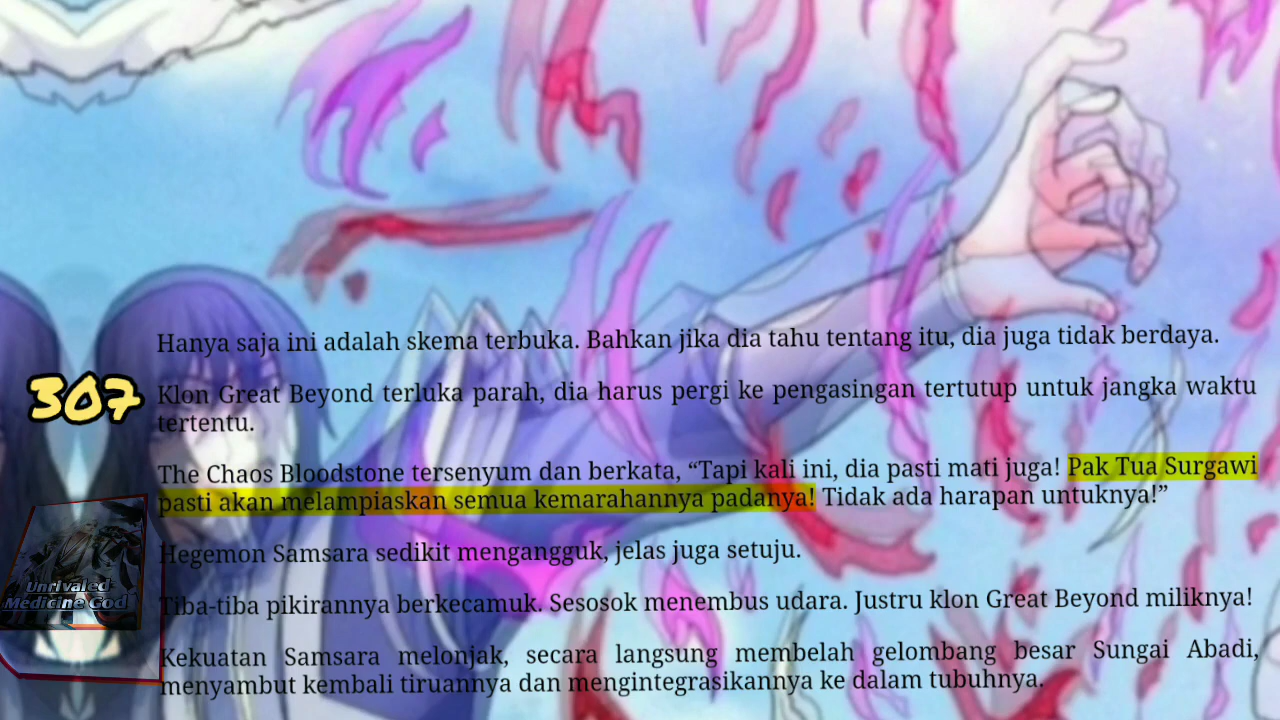 Hanya saja ini adalah skema terbuka. Bahkan jika dia tahu tentang itu, dia juga tidak berdaya.
307
Klon Great Beyond terluka parah, dia harus pergi ke pengasingan tertutup untuk jangka waktu
tertentu.
The Chaos Bloodstone tersenyum dan berkata, “Tapi kali ini, dia pasti mati juga! Pak Tua Surgawi
pasti akan melampiaskan semua kemarahannya padanya! Tidak ada harapan untuknya!”
Hegemon Samsara sedikit mengangguk, jelas juga setuju.
Unrivaled
Medicine God
Tiba-tiba pikirannya berkecamuk. Sesosok menembus udara. Justru klon Great Beyond miliknya!
Kekuatan Samsara melonjak, secara langsung membelah gelombang besar Sungai Abadi,
menyambut kembali tiruannya dan mengintegrasikannya ke dalam tubuhnya.